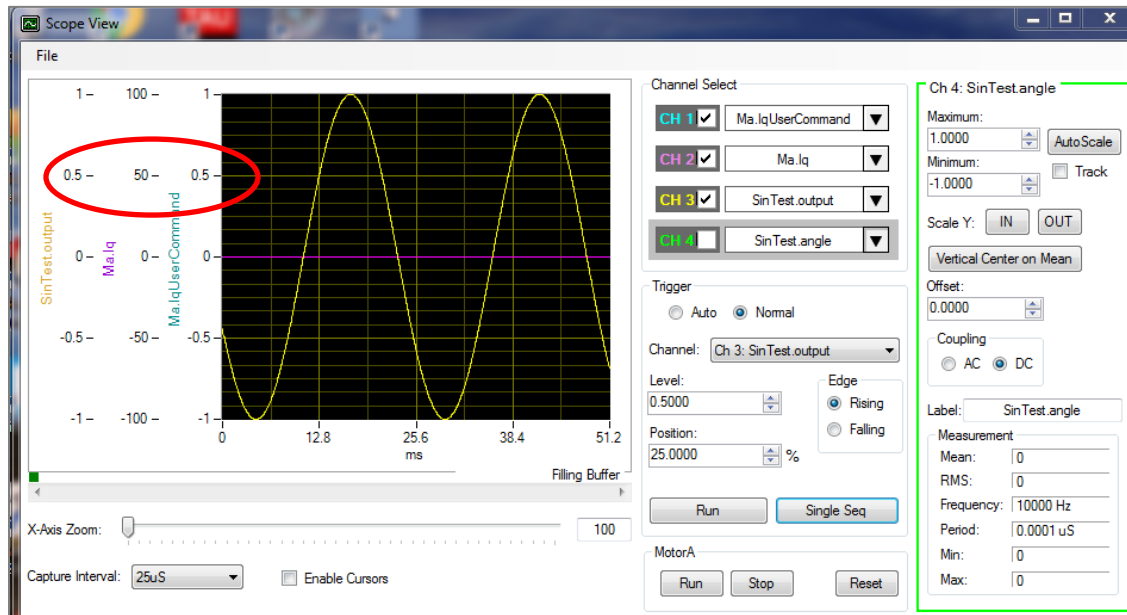 Scope View
File
1
100
1
0.5
50
0.5
0
0
0
-0.5
-50
-0.5
-1
-100
-1
SinTest.output
Ma.Iq
Ma.IqUserCommand
0
12.8
25.6
38.4
51.2
ms
Filling Buffer
X-Axis Zoom:
100
Capture Interval:
25uS
Enable Cursors
Channel Select
CH 1
Ma.IqUserCommand
CH 2
Ma.Iq
CH 3
SinTest.output
CH 4
SinTest.angle
Trigger
Auto
Normal
Channel:
Ch 3: SinTest.output
Level:
0.5000
Edge
Rising
Falling
Position:
25.0000
%
Run
Single Seq
MotorA
Run
Stop
Reset
Ch 4: SinTest.angle
Maximum:
1.0000
AutoScale
Minimum:
-1.0000
Track
Scale Y:
IN
OUT
Vertical Center on Mean
Offset:
0.0000
Coupling
AC
DC
Label:
SinTest.angle
Measurement
Mean:
0
RMS:
0
Frequency:
10000 Hz
Period:
0.0001 uS
Min:
0
Max:
0